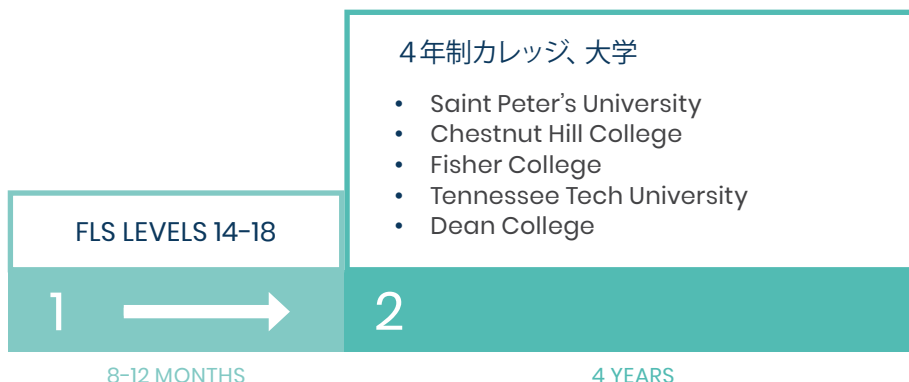 4年制カレッジ、大学
• Saint Peter’s University
• Chestnut Hill College
• Fisher College
• Tennessee Tech University
• Dean College
FLS LEVELS 14-18
1
2
8-12 MONTHS
4 YEARS